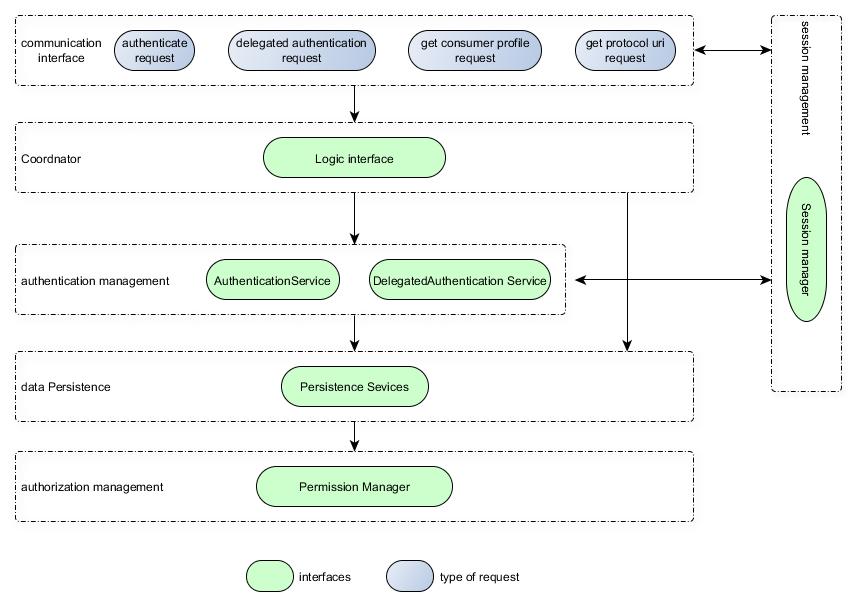 communication
interface
authenticate
request
delegated authentication
request
get consumer profile
request
get protocol uri
request
session management
Coordnator
Logic interface
Session manager
authentication management
AuthenticationService
DelegatedAuthentication Service
data Persistence
Persistence Sevices
authorization management
Permission Manager
interfaces
type of request